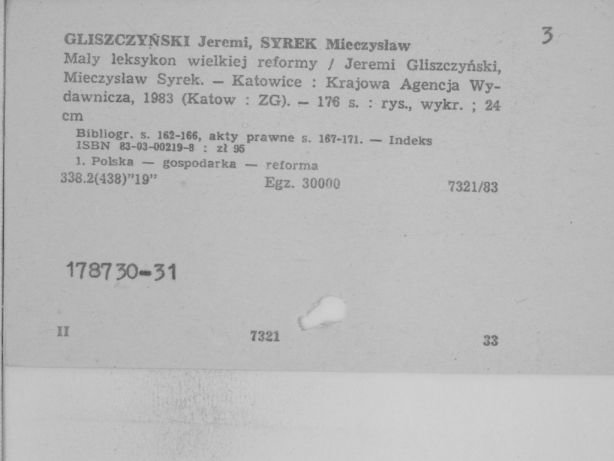 3
GLISZCZYŃSKI Jeremi, SYREK Mieczysław
Mały leksykon wielkiej reformy / Jeremi Gliszczyński,
Mieczysław Syrek. — Katowice : Krajowa Agencja Wy-
dawnicza, 1983 (Katow : ZG). — 176 s. : rys., wykr. ; 24
cm
Bibliogr. s. 162-166, akty prawne s. 167-171. — Indeks
ISBN 83-03-00219-8 : zł 95
1. Polska — gospodarka — reforma
338.2(438)"19" Egz. 30000 7321/83
178730-31
II 7321 33